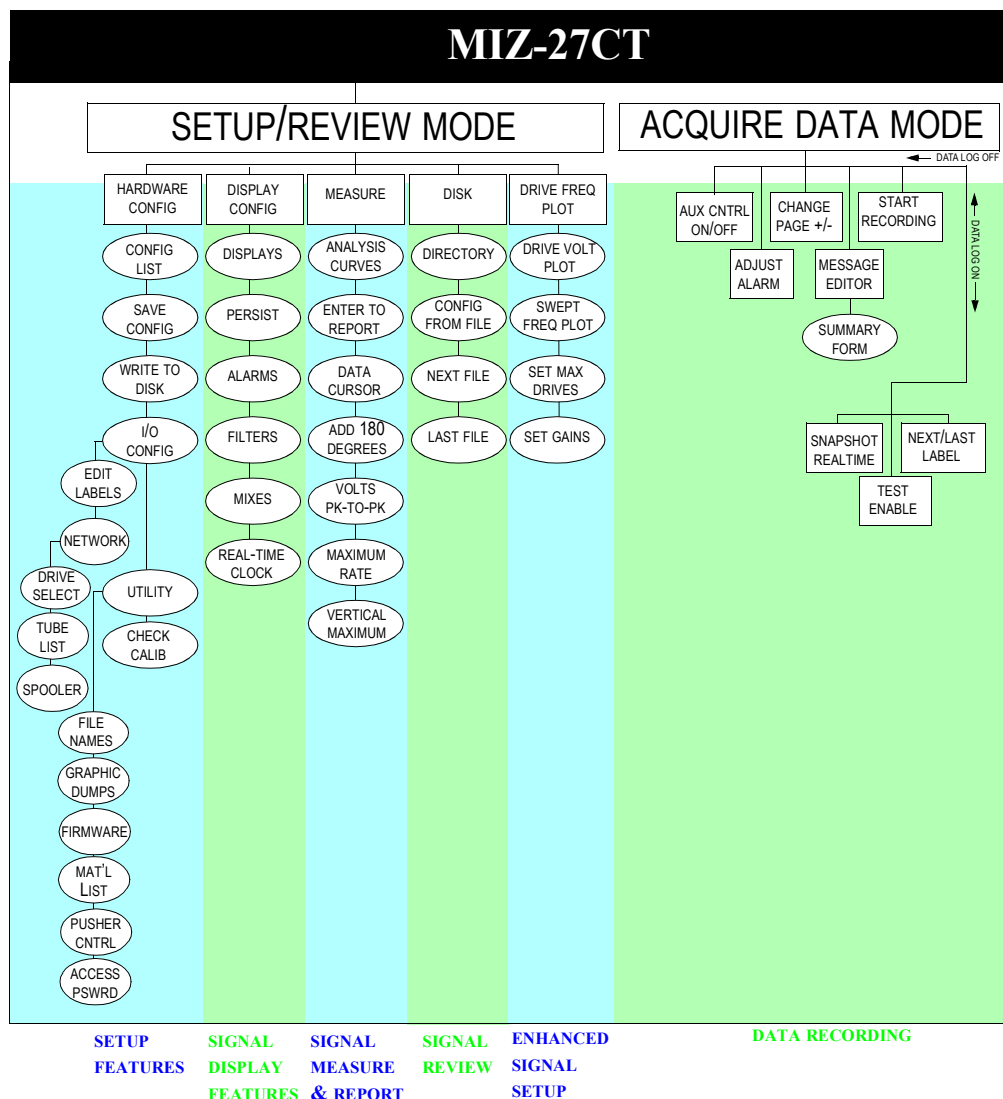 MIZ-27CT
SETUP/REVIEW MODE
ACQUIRE DATA MODE
DATA LOG OFF
DATA LOG ON
HARDWARE
CONFIG
CONFIG
LIST
SAVE
CONFIG
WRITE TO
DISK
I/O
CONFIG
EDIT
LABELS
NETWORK
DRIVE
SELECT
TUBE
LIST
SPOOLER
UTILITY
CHECK
CALIB
FILE
NAMES
GRAPHIC
DUMPS
FIRMWARE
MAT'L
LIST
PUSHER
CNTRL
ACCESS
PSWRD
DISPLAY
CONFIG
DISPLAYS
PERSIST
ALARMS
FILTERS
MIXES
REAL-TIME
CLOCK
MEASURE
ANALYSIS
CURVES
ENTER TO
REPORT
DATA
CURSOR
ADD 180
DEGREES
VOLTS
PK-TO-PK
MAXIMUM
RATE
VERTICAL
MAXIMUM
DISK
DIRECTORY
CONFIG
FROM FILE
NEXT FILE
LAST FILE
DRIVE FREQ
PLOT
DRIVE VOLT
PLOT
SWEPT
FREQ PLOT
SET MAX
DRIVES
SET GAINS
AUX CNTRL
ON/OFF
ADJUST
ALARM
CHANGE
PAGE +/-
MESSAGE
EDITOR
SUMMARY
FORM
START
RECORDING
SNAPSHOT
REALTIME
TEST
ENABLE
NEXT/LAST
LABEL
SETUP
FEATURES
SIGNAL
DISPLAY
FEATURES
SIGNAL
MEASURE
& REPORT
SIGNAL
REVIEW
ENHANCED
SIGNAL
SETUP
DATA RECORDING